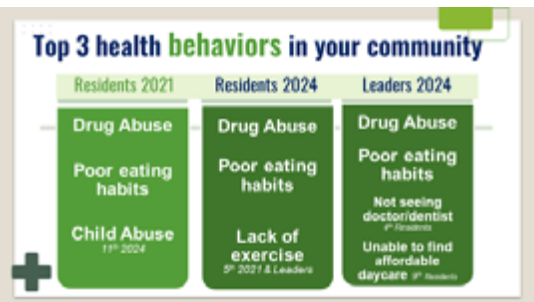 Top 3 health behaviors in your community
Residents 2021
Drug Abuse
Poor eating
habits
Child Abuse
11th 2024
Residents 2024
Drug Abuse
Poor eating
habits
Lack of
exercise
5th 2021 & Leaders
Leaders 2024
Drug Abuse
Poor eating
habits
Not seeing
doctor/dentist
Residents
Unable to find
affordable
daycare 9th Residents